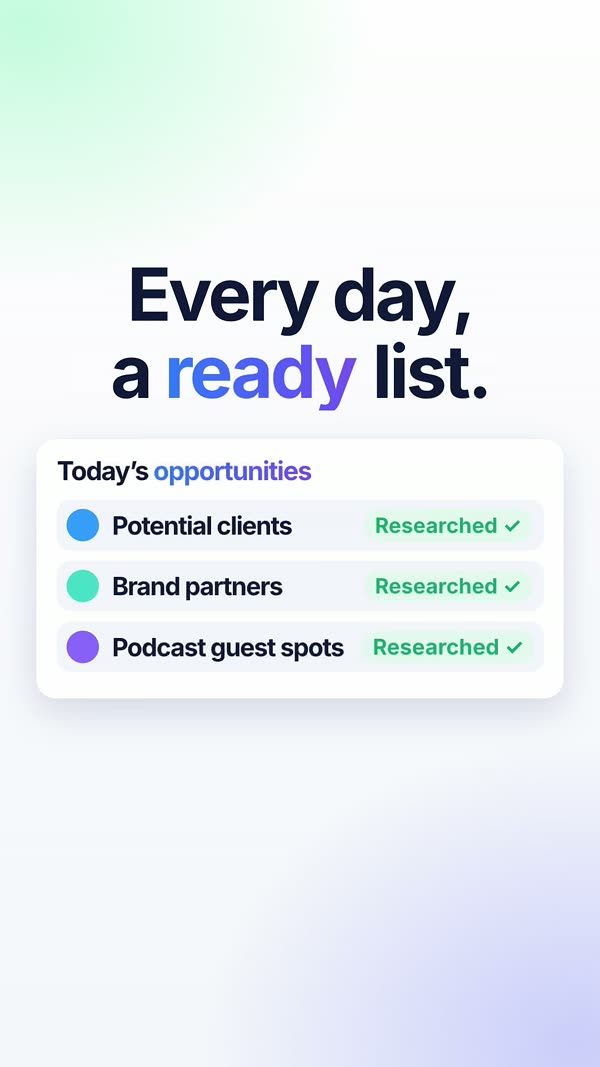 Every day,
a ready list.
Today’s opportunities
Potential clients
Researched ✓
Brand partners
Researched ✓
Podcast guest spots
Researched ✓